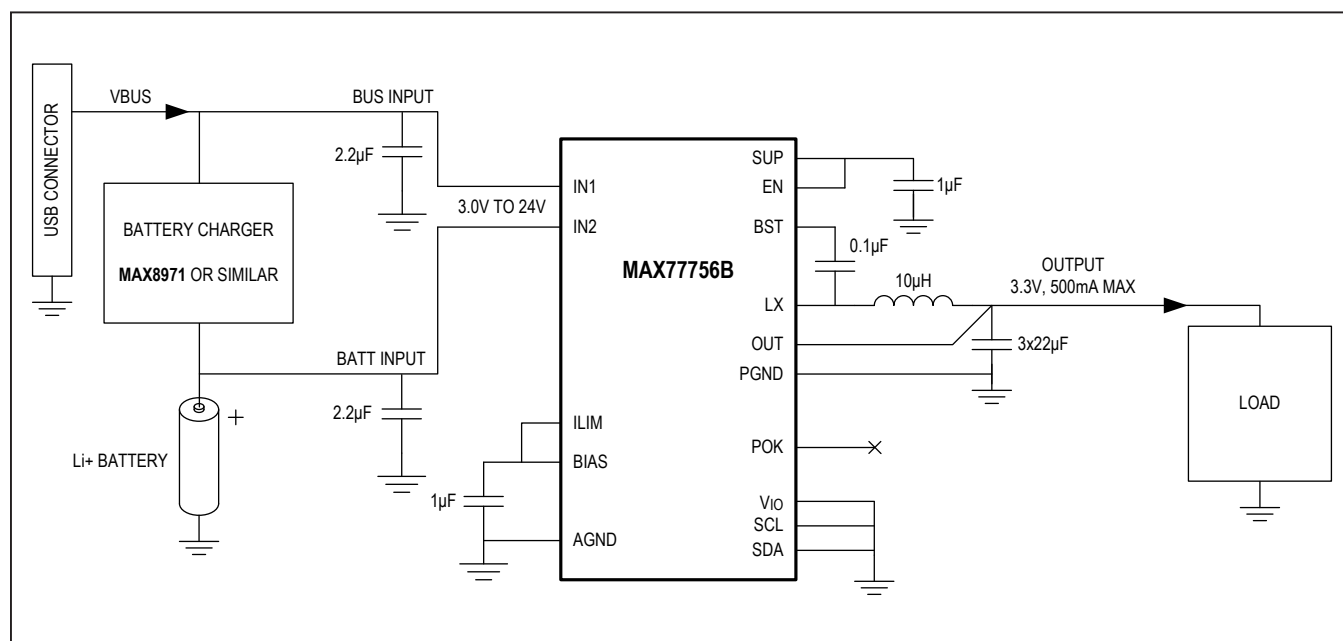 USB CONNECTOR
VBUS
BUS INPUT
2.2µF
BATTERY CHARGER
MAX8971 OR SIMILAR
3.0V TO 24V
BATT INPUT
2.2µF
Li+ BATTERY
+
1µF
IN1
IN2
ILIM
BIAS
AGND
MAX77756B
SUP
EN
BST
LX
OUT
PGND
POK
VIO
SCL
SDA
1µF
0.1µF
10µH
OUTPUT
3.3V, 500mA MAX
3x22µF
LOAD